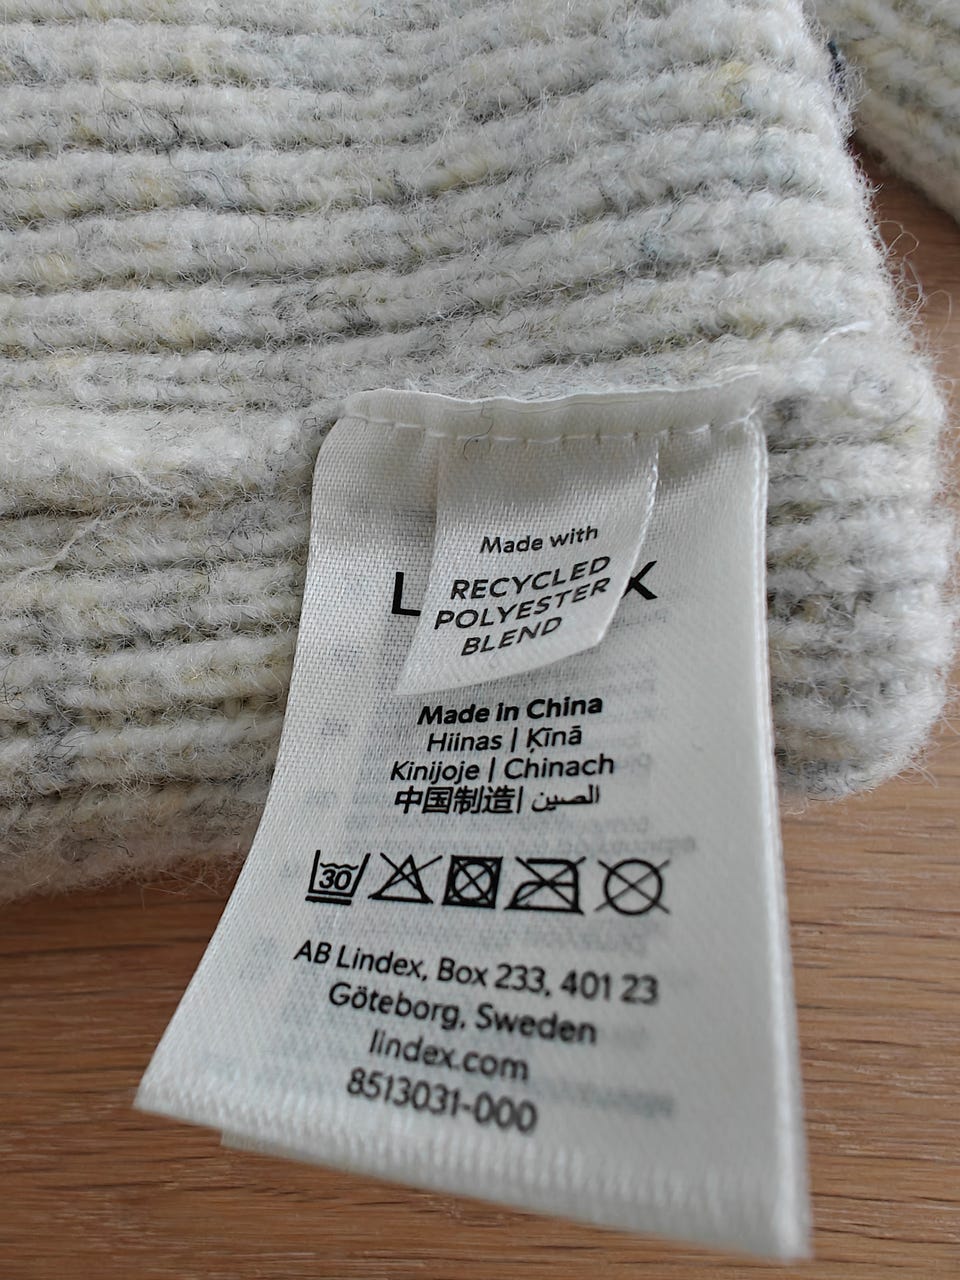 Made with
RECYCLED
POLYESTER
BLEND
Made in China
Hiinas | Ķīnā
Kinijoje | Chinach
中国制造| الصين
30
AB Lindex, Box 233, 401 23
Göteborg, Sweden
lindex.com
8513031-000